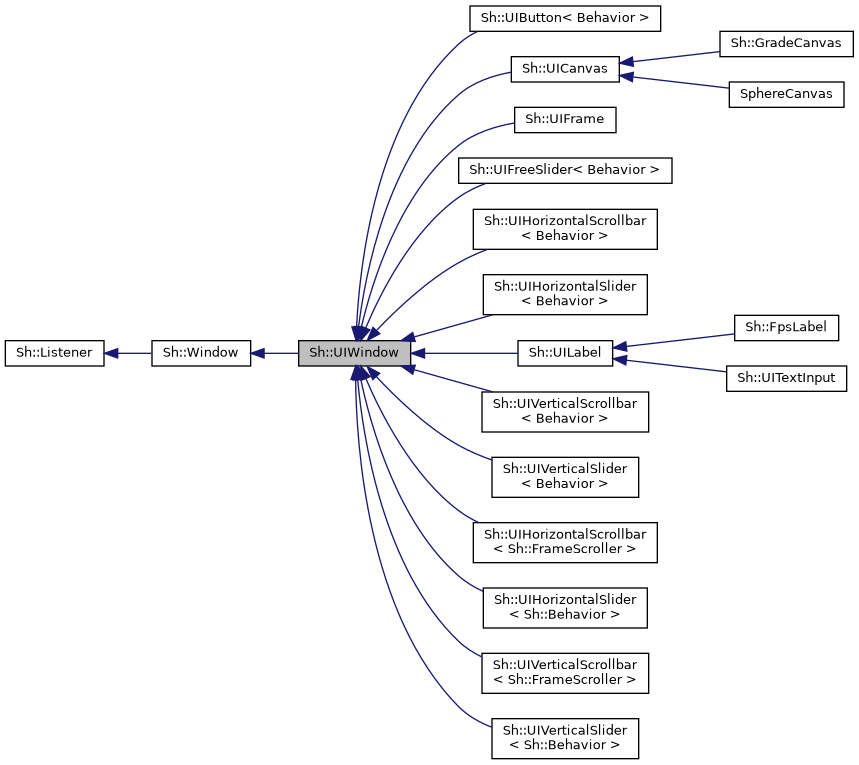 Sh::UIButton< Behavior >
Sh::GradeCanvas
Sh::UICanvas
SphereCanvas
Sh::UIFrame
Sh::UIFreeSlider< Behavior >
Sh::UIHorizontalScrollbar
< Behavior >
Sh::UIHorizontalSlider
< Behavior >
Sh::FpsLabel
Sh::Listener
Sh::Window
Sh::UIWindow
Sh::UILabel
Sh::UITextInput
Sh::UIVerticalScrollbar
< Behavior >
Sh::UIVerticalSlider
< Behavior >
Sh::UIHorizontalScrollbar
< Sh::FrameScroller >
Sh::UIHorizontalSlider
< Sh::Behavior >
Sh::UIVerticalScrollbar
< Sh::FrameScroller >
Sh::UIVerticalSlider
< Sh::Behavior >